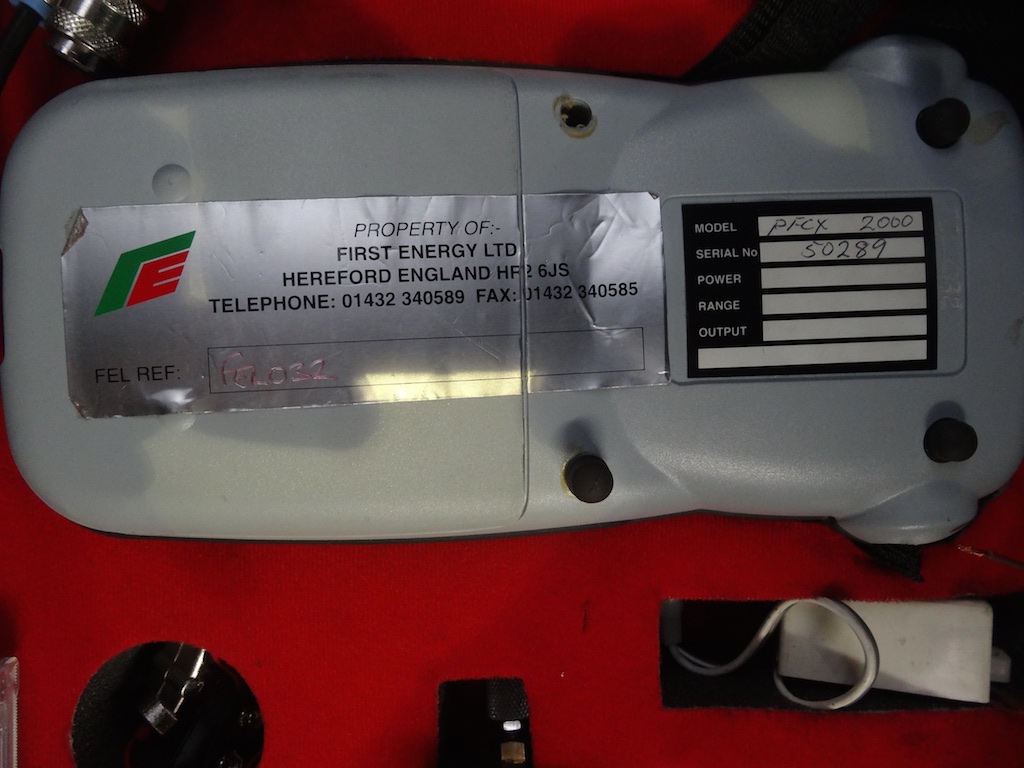 PROPERTY OF:-
FIRST ENERGY LTD
HEREFORD ENGLAND HR2 6JS
TELEPHONE: 01432 340589 FAX: 01432 340585
FEL REF: FEL032
FE
MODEL PFCX 2000
SERIAL No 50289
POWER
RANGE
OUTPUT